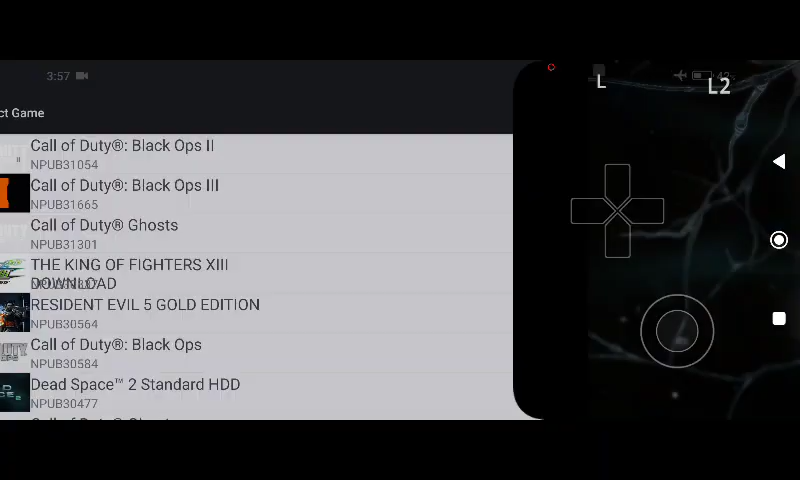 3:57
ct Game
L
L2
Call of Duty®: Black Ops II
NPUB31054
Call of Duty®: Black Ops III
NPUB31665
Call of Duty® Ghosts
NPUB31301
THE KING OF FIGHTERS XIII
DOWNLOAD
RESIDENT EVIL 5 GOLD EDITION
NPUB30564
Call of Duty®: Black Ops
NPUB30584
Dead Space™ 2 Standard HDD
NPUB30477